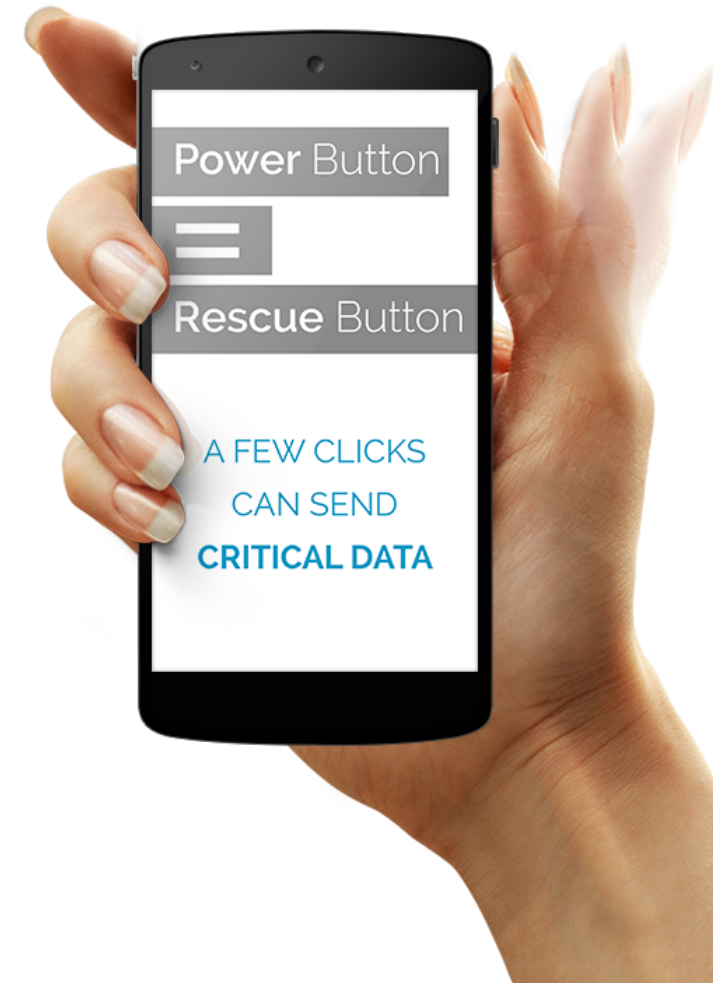 Power Button
=
Rescue Button
A FEW CLICKS
CAN SEND
CRITICAL DATA